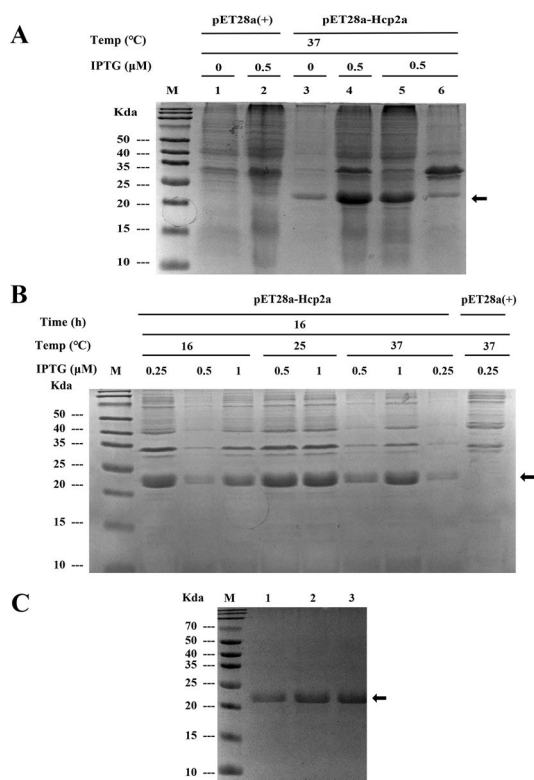 A
pET28a(+) pET28a-Hcp2a
Temp (℃) 37
IPTG (μM) 0 0.5 0 0.5 0.5
M 1 2 3 4 5 6
Kda
50 ---
40 ---
35 ---
25 ---
20 ---
15 ---
10 ---
B
pET28a-Hcp2a pET28a(+)
Time (h) 16
Temp (℃) 16 25 37 37
IPTG (μM) M 0.25 0.5 1 0.5 1 0.5 1 0.25 0.25
Kda
50 ---
40 ---
35 ---
25 ---
20 ---
15 ---
10 ---
C
Kda M 1 2 3
70 ---
50 ---
40 ---
35 ---
25 ---
20 ---
15 ---
10 ---